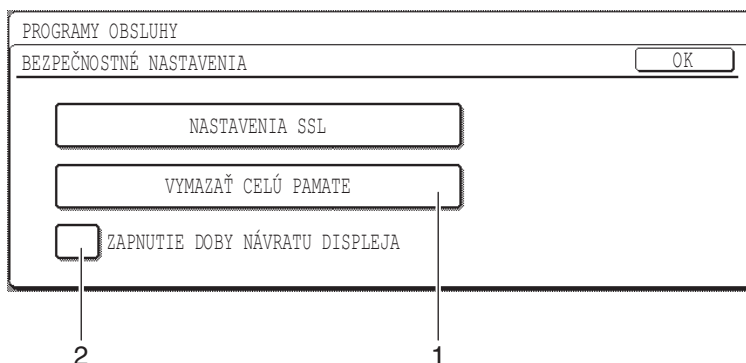 PROGRAMY OBSLUHY
BEZPEČNOSTNÉ NASTAVENIA OK
NASTAVENIA SSL
VYMAZAŤ CELÚ PAMATE
ZAPNUTIE DOBY NÁVRATU DISPLEJA
2 1